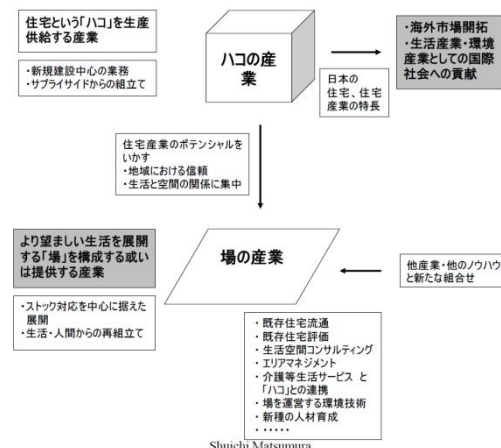 住宅という「ハコ」を生産
供給する産業
・新規建設中心の業務
・サプライサイドからの組立て
ハコの産
業
日本の
住宅、住宅
産業の特長
・海外市場開拓
・生活産業・環境
産業としての国際
社会への貢献
住宅産業のポテンシャルを
いかす
・地域における信頼
・生活と空間の関係に集中
より望ましい生活を展開
する「場」を構成する或い
は提供する産業
・ストック対応を中心に据えた
展開
・生活・人間からの再組立て
場の産業
他産業・他のノウハウ
と新たな組合せ
・既存住宅流通
・既存住宅評価
・生活空間コンサルティング
・エリアマネジメント
・介護等生活サービス と
「ハコ」との連携
・場を運営する環境技術
・新種の人材育成
・・・・・・
Shuichi Matsumura